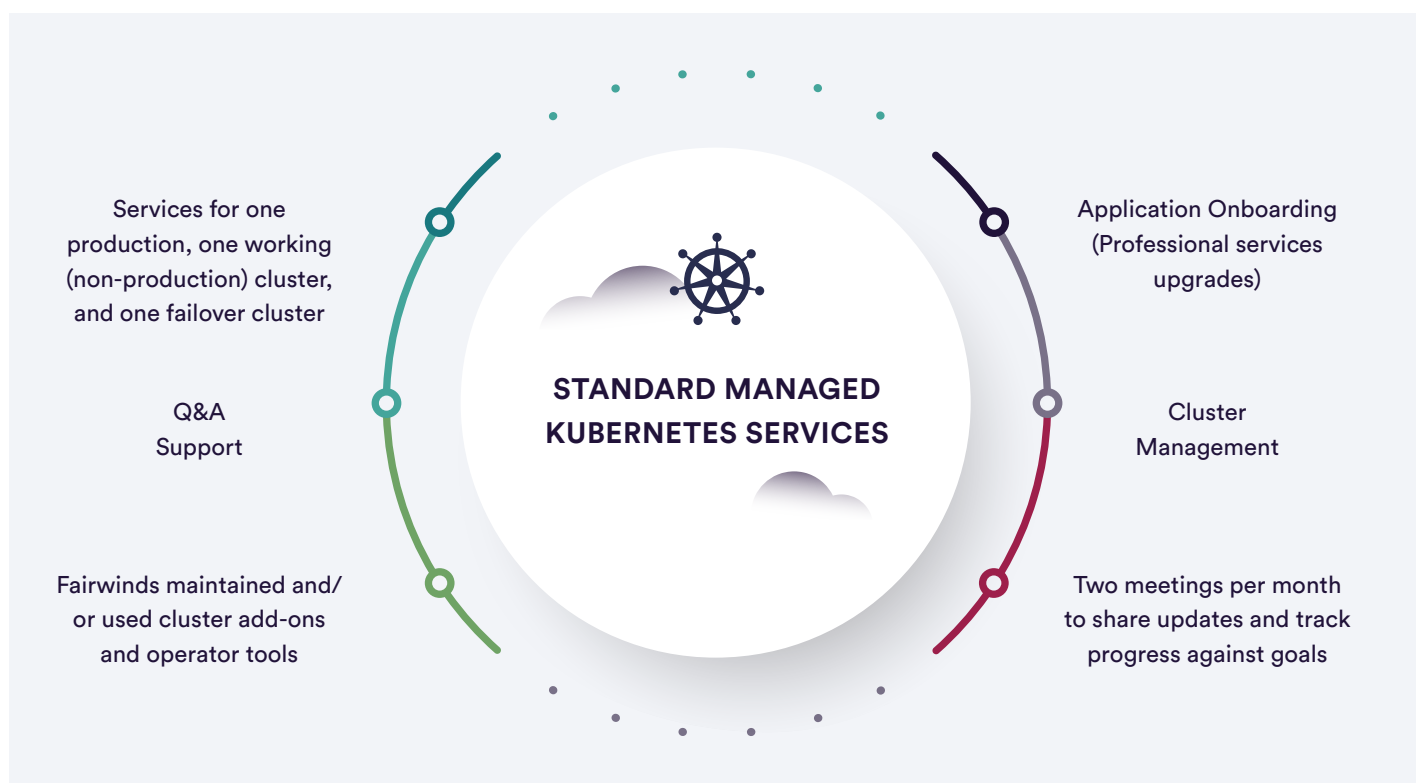 Services for one
production, one working
(non-production) cluster,
and one failover cluster
Q&A
Support
Fairwinds maintained and/
or used cluster add-ons
and operator tools
STANDARD MANAGED
KUBERNETES SERVICES
Application Onboarding
(Professional services
upgrades)
Cluster
Management
Two meetings per month
to share updates and track
progress against goals